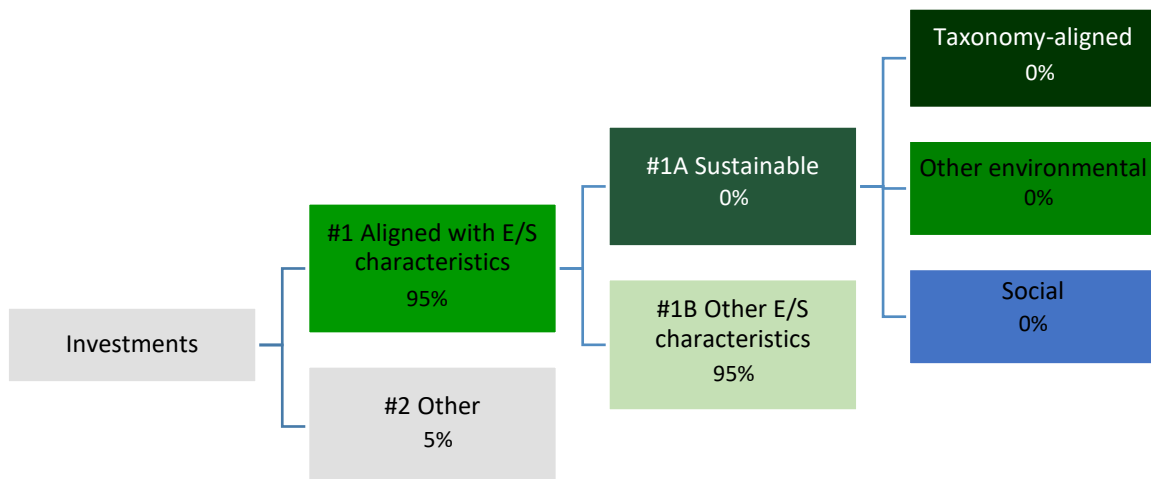 Investments
#1 Aligned with E/S
characteristics
95%
#2 Other
5%
#1A Sustainable
0%
#1B Other E/S
characteristics
95%
Taxonomy-aligned
0%
Other environmental
0%
Social
0%